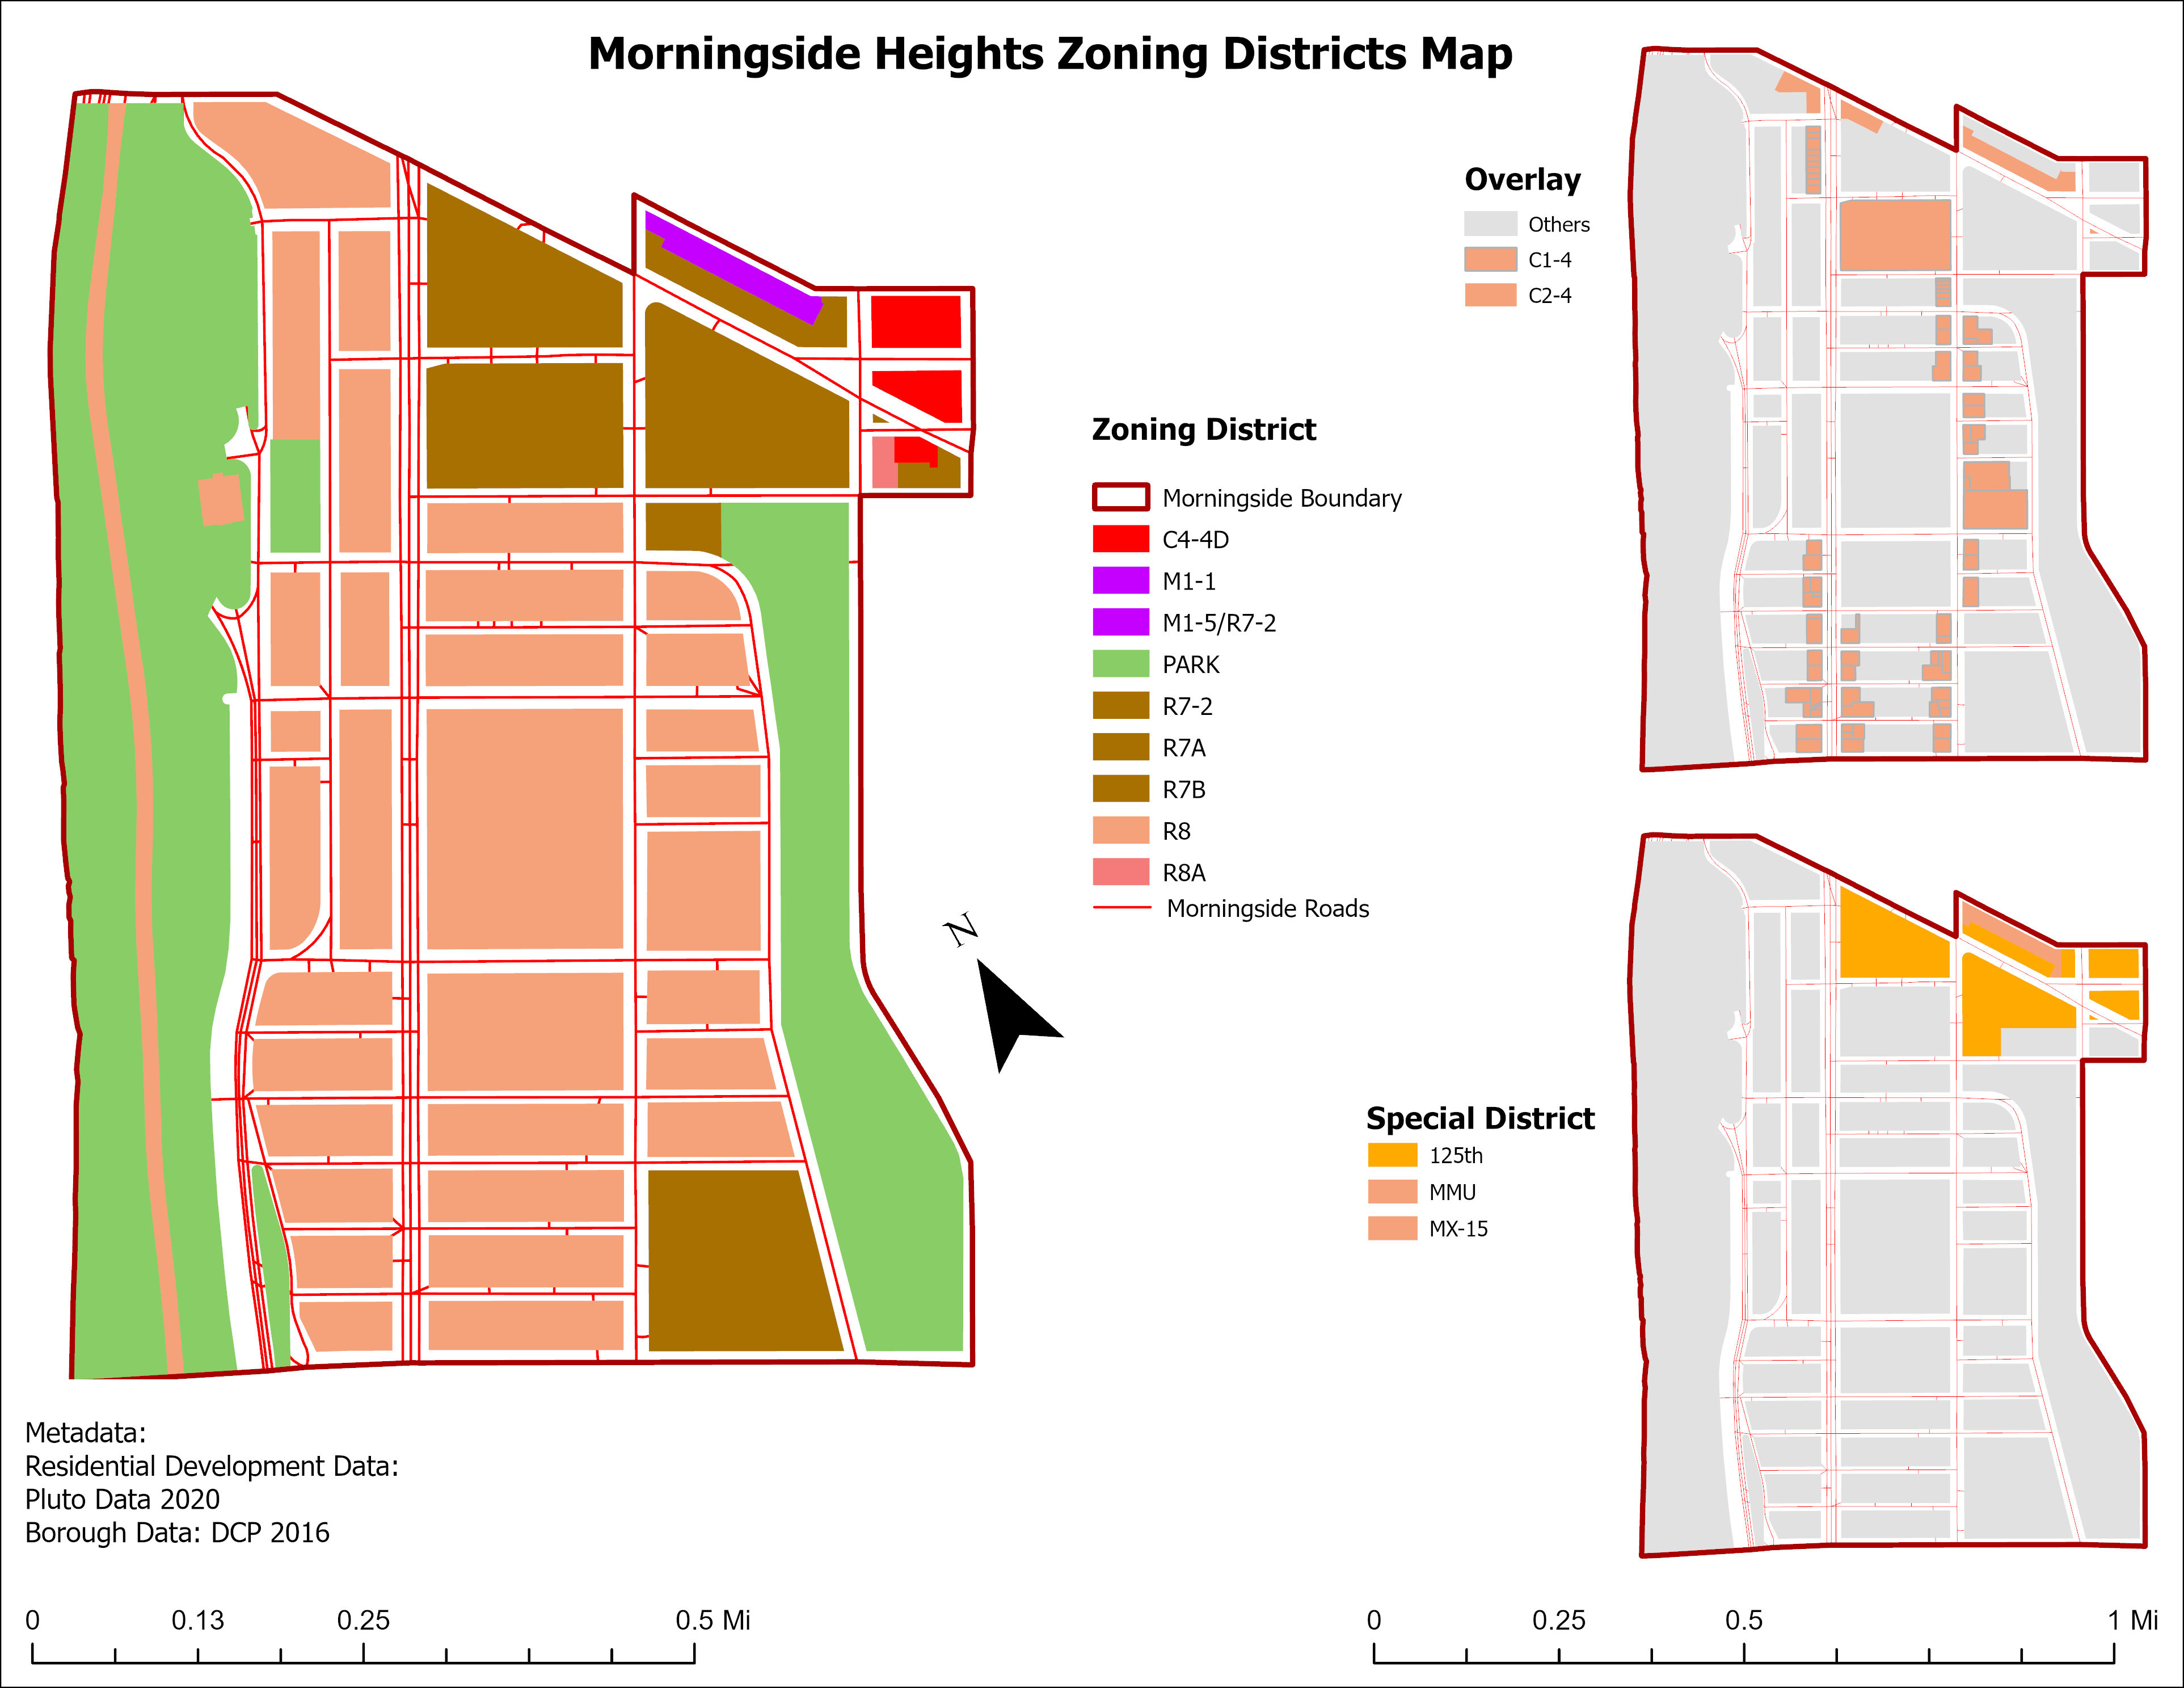 Morningside Heights Zoning Districts Map
Overlay
Others
C1-4
C2-4
Zoning District
Morningside Boundary
C4-4D
M1-1
M1-5/R7-2
PARK
R7-2
R7A
R7B
R8
R8A
Morningside Roads
N
Special District
125th
MMU
MX-15
Metadata:
Residential Development Data:
Pluto Data 2020
Borough Data: DCP 2016
0 0.13 0.25 0.5 Mi
0 0.25 0.5 1 Mi